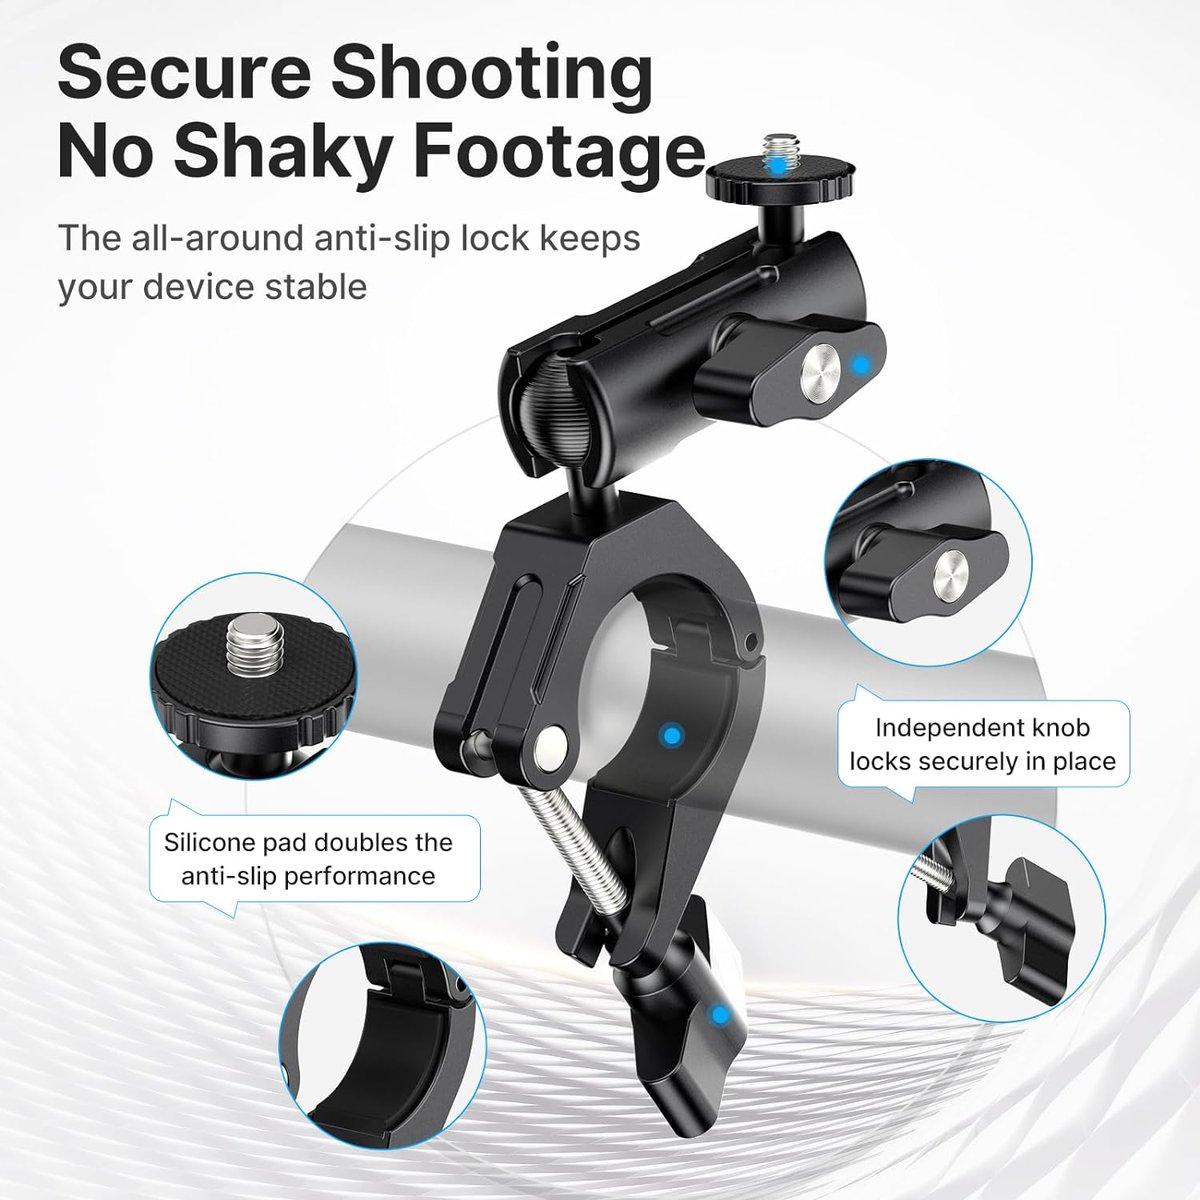 Secure Shooting
No Shaky Footage
The all-around anti-slip lock keeps
your device stable
Independent knob
locks securely in place
Silicone pad doubles the
anti-slip performance